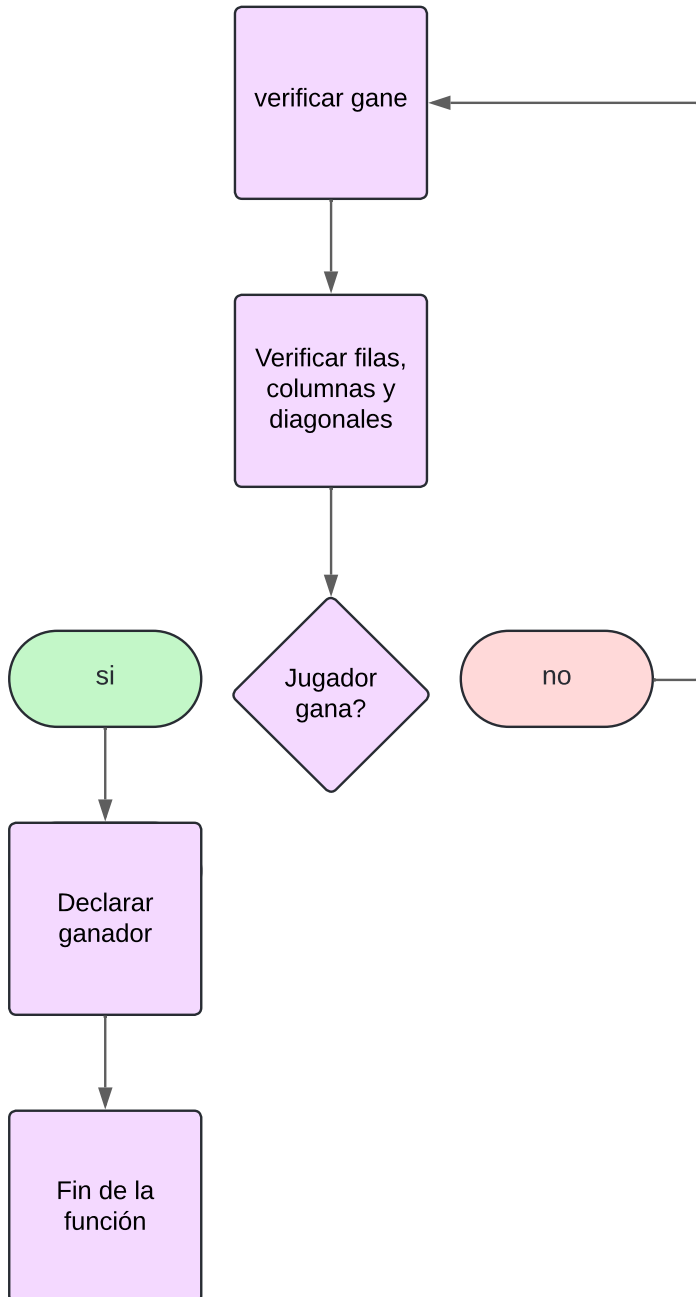 verificar gane
Verificar filas,
columnas y
diagonales
si
Jugador
gana?
no
Declarar
ganador
Fin de la
función